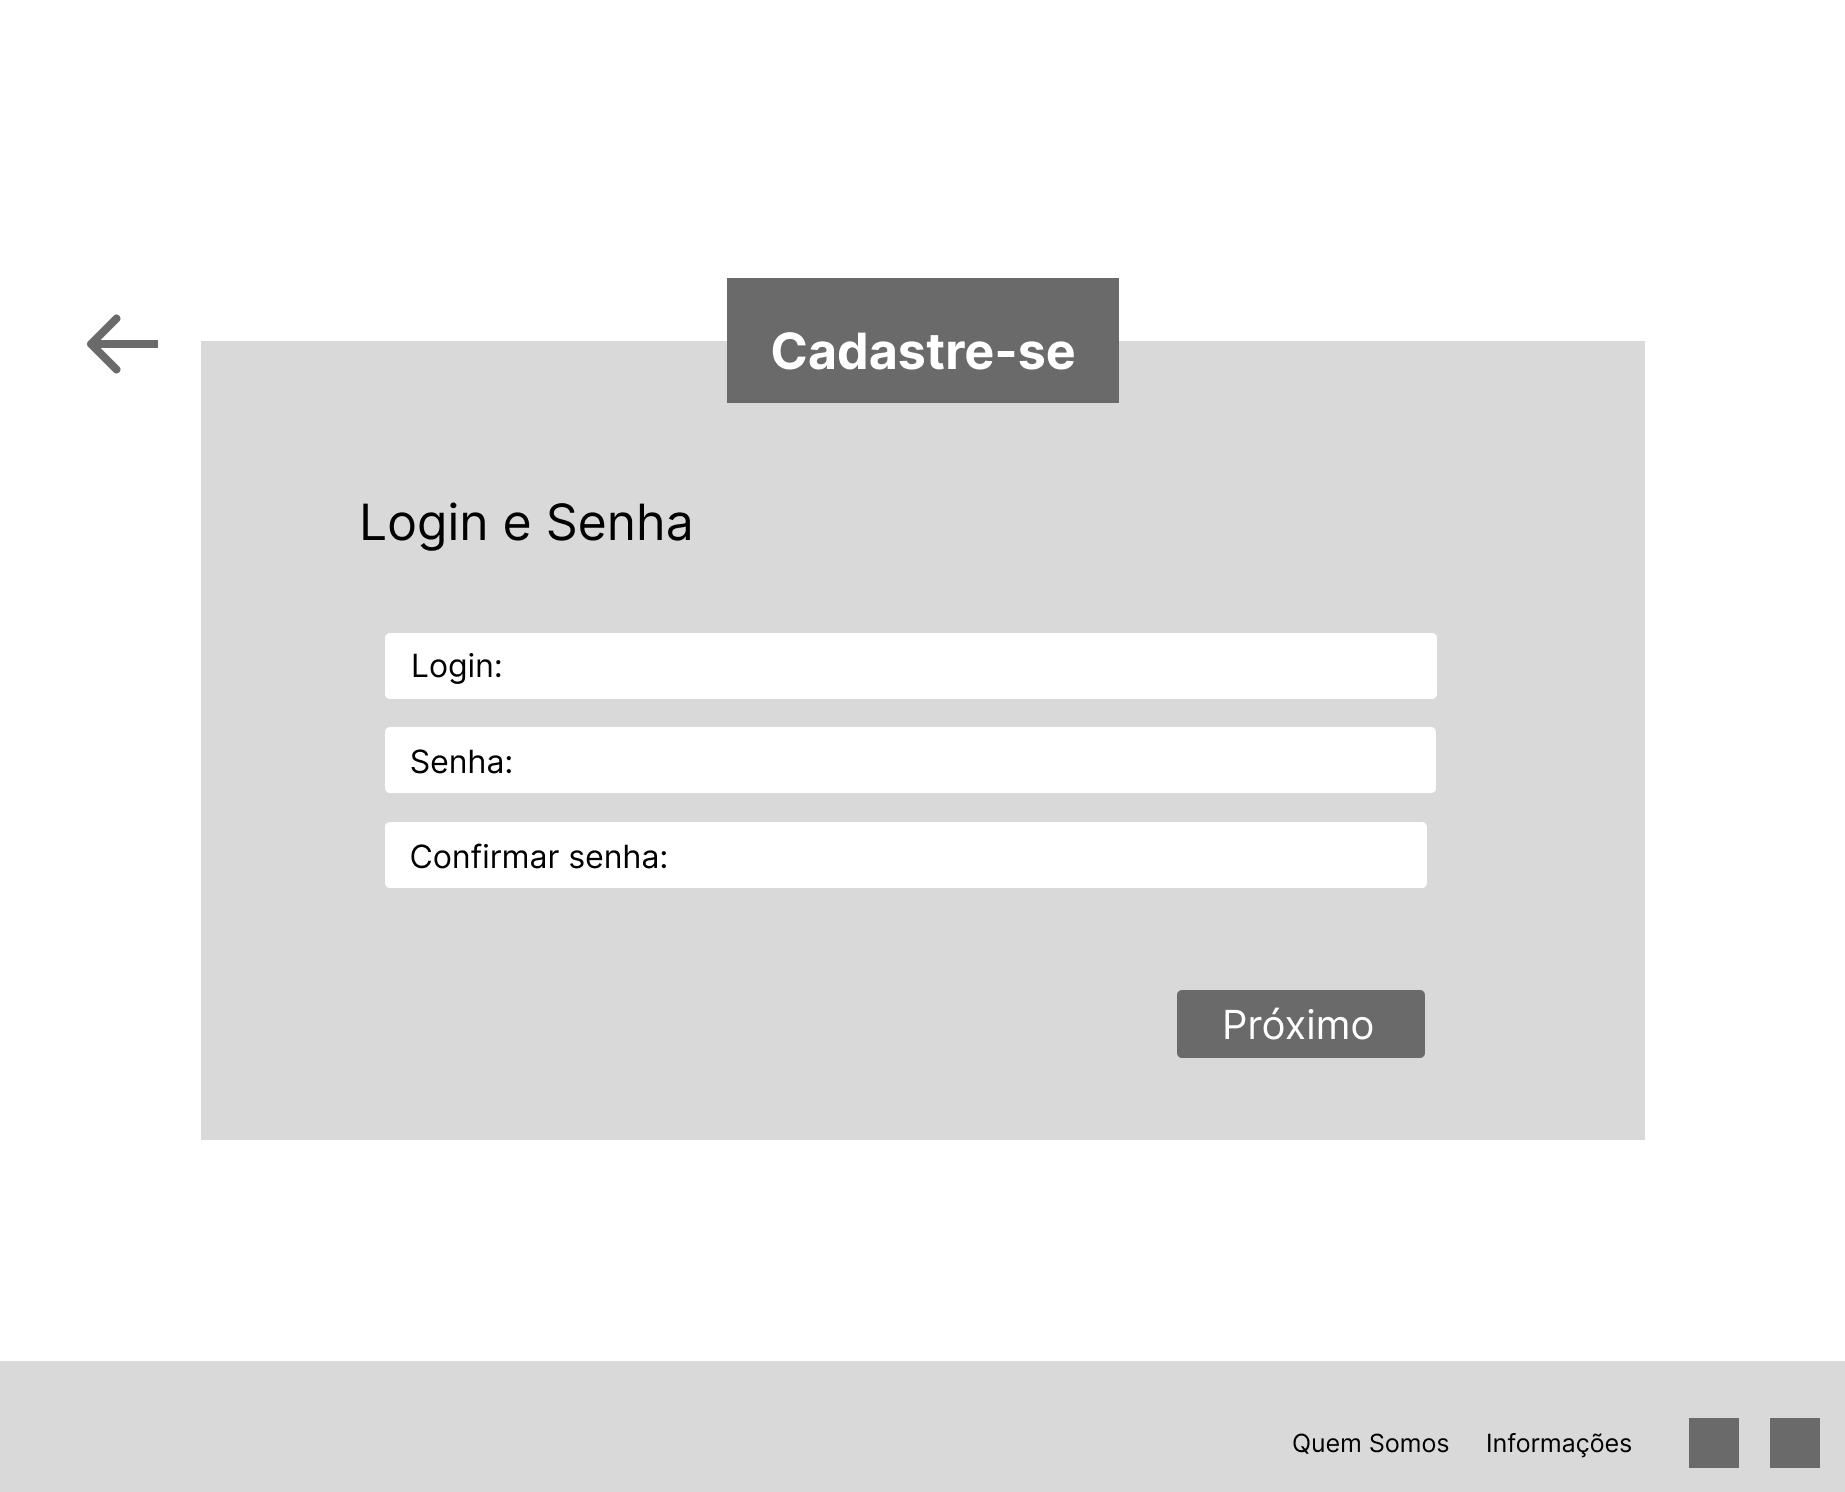 Cadastre-se
Login e Senha
Login:
Senha:
Confirmar senha:
Próximo
Quem Somos
Informações